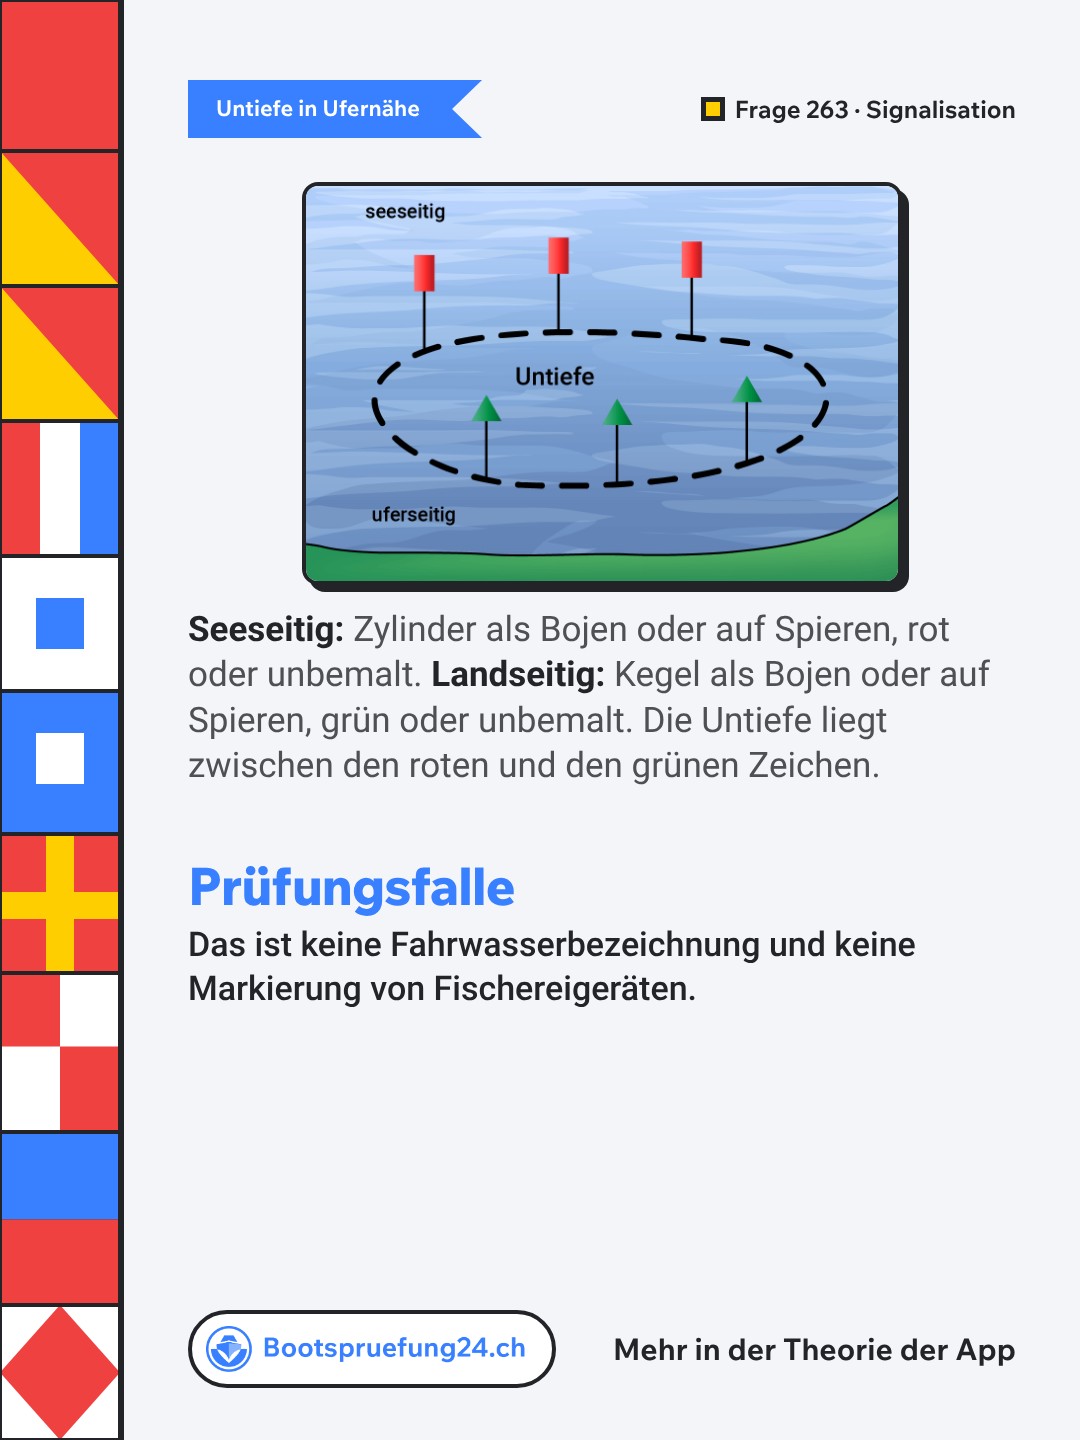 Untiefe in Ufernähe
Frage 263 · Signalisation
seeseitig
Untiefe
uferseitig
Seeseitig: Zylinder als Bojen oder auf Spieren, rot
oder unbemalt. Landseitig: Kegel als Bojen oder auf
Spieren, grün oder unbemalt. Die Untiefe liegt
zwischen den roten und den grünen Zeichen.
Prüfungsfalle
Das ist keine Fahrwasserbezeichnung und keine
Markierung von Fischereigeräten.
Bootspruefung24.ch
Mehr in der Theorie der App